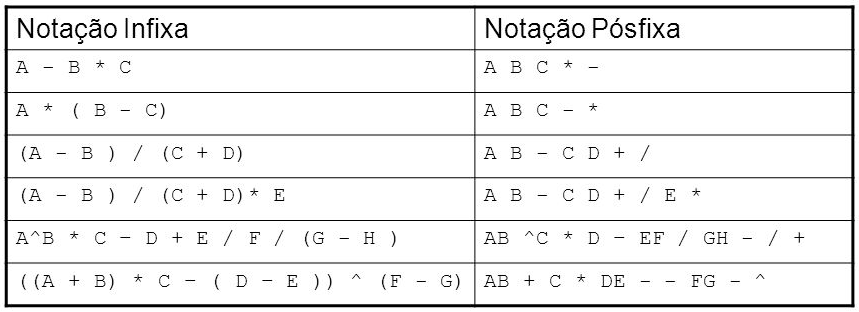 Notação Infixa Notação Pósfixa
A – B * C A B C * –
A * ( B – C) A B C – *
(A – B ) / (C + D) A B – C D + /
(A – B ) / (C + D)* E A B – C D + / E *
A^B * C – D + E / F / (G – H ) AB ^C * D – EF / GH – / +
((A + B) * C – ( D – E )) ^ (F – G) AB + C * DE – – FG – ^